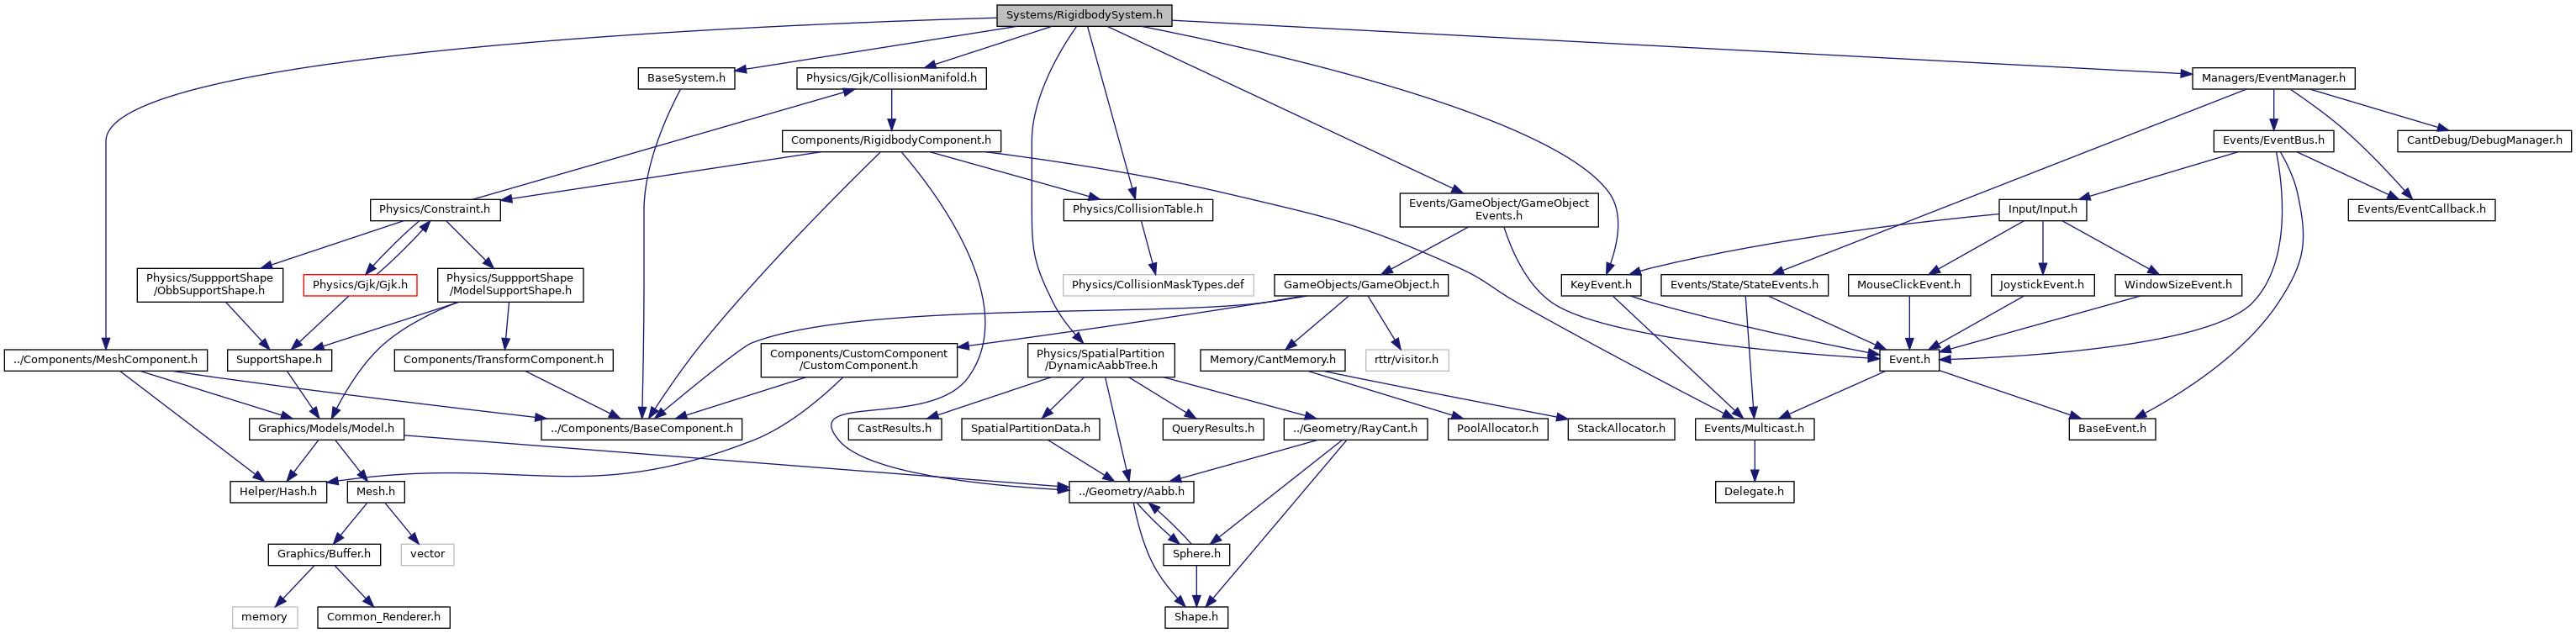 Systems/RigidbodySystem.h
BaseSystem.h
Physics/Gjk/CollisionManifold.h
Managers/EventManager.h
Components/RigidbodyComponent.h
Events/EventBus.h
CantDebug/DebugManager.h
Physics/Constraint.h
Physics/CollisionTable.h
Events/GameObject/GameObject
Events.h
Input/Input.h
Events/EventCallback.h
Physics/SuppportShape
/ObbSupportShape.h
Physics/Gjk/Gjk.h
Physics/SuppportShape
/ModelSupportShape.h
Physics/CollisionMaskTypes.def
GameObjects/GameObject.h
KeyEvent.h
Events/State/StateEvents.h
MouseClickEvent.h
JoystickEvent.h
WindowSizeEvent.h
../Components/MeshComponent.h
SupportShape.h
Components/TransformComponent.h
Components/CustomComponent
/CustomComponent.h
Physics/SpatialPartition
/DynamicAabbTree.h
Memory/CantMemory.h
rttr/visitor.h
Event.h
Graphics/Models/Model.h
../Components/BaseComponent.h
CastResults.h
SpatialPartitionData.h
QueryResults.h
../Geometry/RayCant.h
PoolAllocator.h
StackAllocator.h
Events/Multicast.h
BaseEvent.h
Helper/Hash.h
Mesh.h
../Geometry/Aabb.h
Delegate.h
Graphics/Buffer.h
vector
Sphere.h
memory
Common_Renderer.h
Shape.h